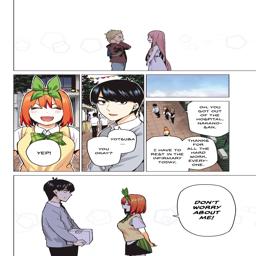 OH, YOU
GOT OUT
OF THE
HOSPITAL,
NAKANO-
SAN.
THANKS
FOR
ALL THE
HARD
WORK,
EVERY-
ONE.
I HAVE TO
REST IN THE
INFIRMARY
TODAY.
YOTSUBA
...
YOU
OKAY?
YEP!
DON'T
WORRY
ABOUT
ME!